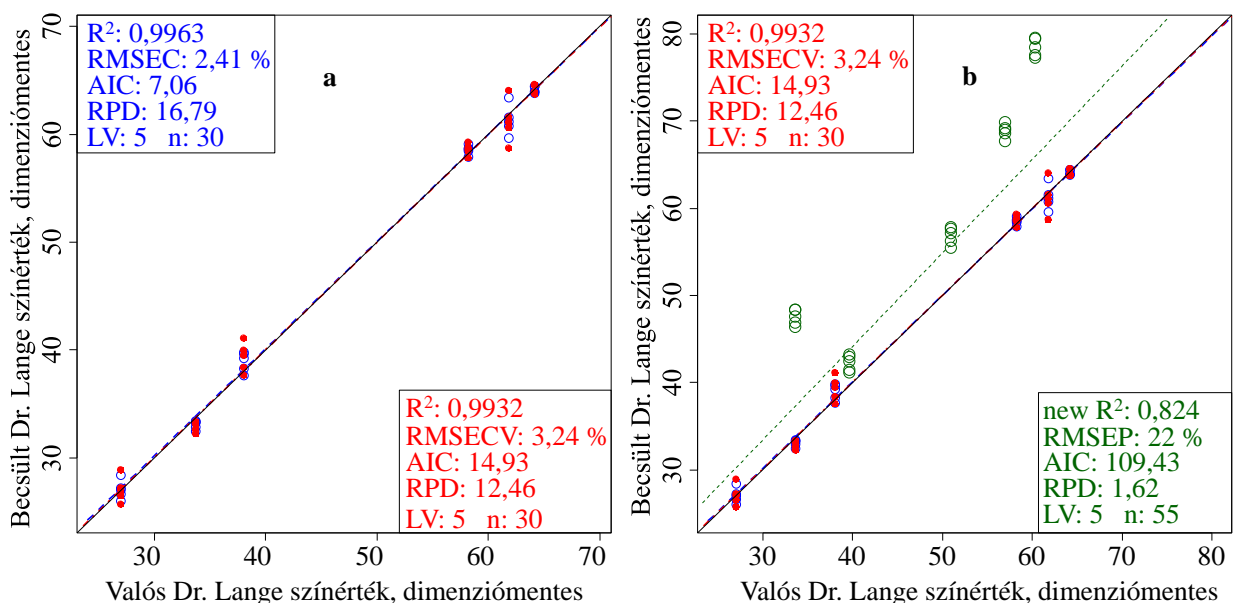 R²: 0,9963
RMSEC: 2,41 %
AIC: 7,06
RPD: 16,79
LV: 5 n: 30
a
R²: 0,9932
RMSECV: 3,24 %
AIC: 14,93
RPD: 12,46
LV: 5 n: 30
Becsült Dr. Lange színérték, dimenziómentes
70
60
50
40
30
30 40 50 60 70
Valós Dr. Lange színérték, dimenziómentes
R²: 0,9932
RMSECV: 3,24 %
AIC: 14,93
RPD: 12,46
LV: 5 n: 30
b
new R²: 0,824
RMSEP: 22 %
AIC: 109,43
RPD: 1,62
LV: 5 n: 55
Becsült Dr. Lange színérték, dimenziómentes
80
70
60
50
40
30
30 40 50 60 70 80
Valós Dr. Lange színérték, dimenziómentes